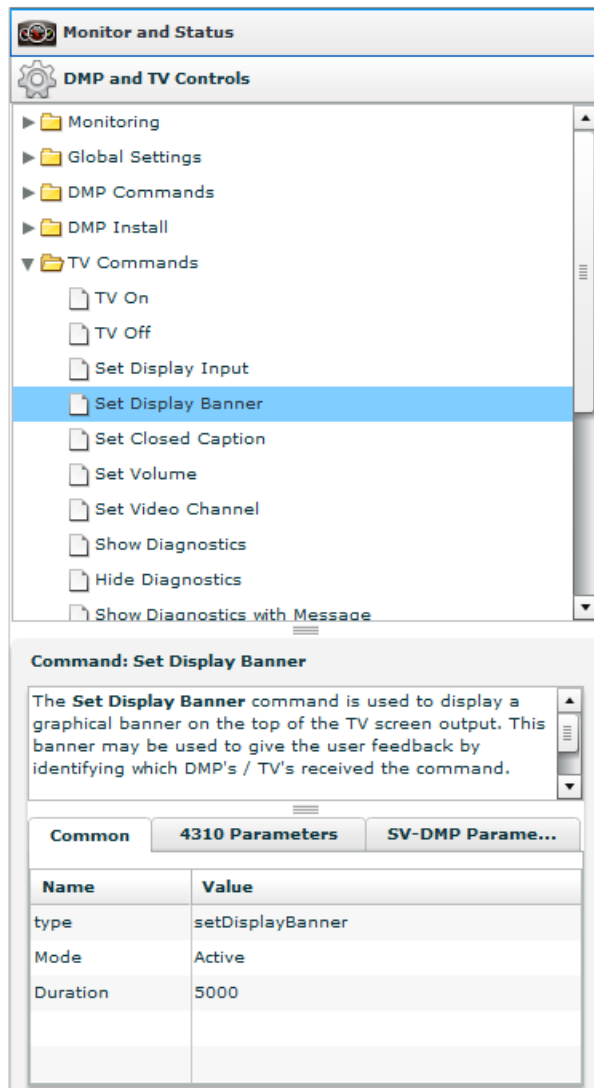 Monitor and Status
DMP and TV Controls
Monitoring
Global Settings
DMP Commands
DMP Install
TV Commands
TV On
TV Off
Set Display Input
Set Display Banner
Set Closed Caption
Set Volume
Set Video Channel
Show Diagnostics
Hide Diagnostics
Show Diagnostics with Message
Command: Set Display Banner
The Set Display Banner command is used to display a
graphical banner on the top of the TV screen output. This
banner may be used to give the user feedback by
identifying which DMP's / TV's received the command.
Common 4310 Parameters SV-DMP Parame...
Name Value
type setDisplayBanner
Mode Active
Duration 5000